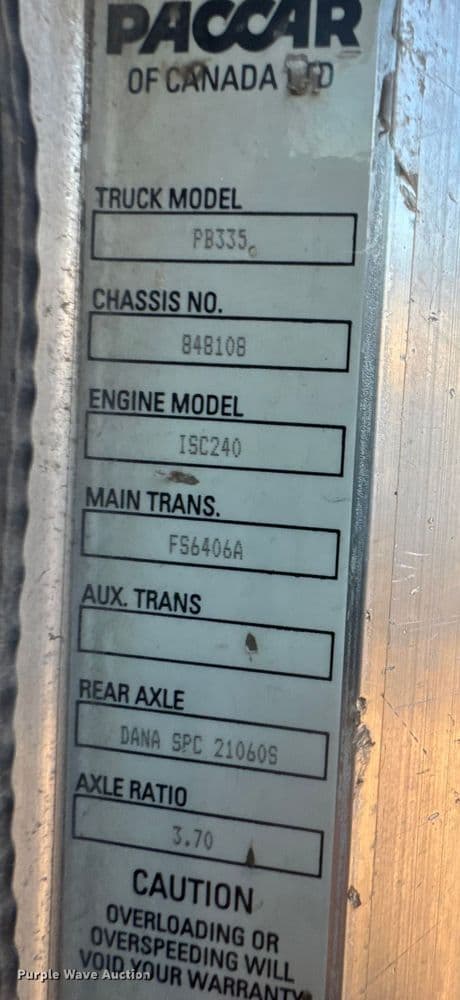 PACCAR
OF CANADA LTD
TRUCK MODEL
PB335
CHASSIS NO.
848108
ENGINE MODEL
ISC240
MAIN TRANS.
FS6406A
AUX. TRANS
REAR AXLE
DANA SPC 21060S
AXLE RATIO
3.70
CAUTION
OVERLOADING OR
OVERSPEEDING WILL
VOID YOUR WARRANTY
Purple Wave Auction